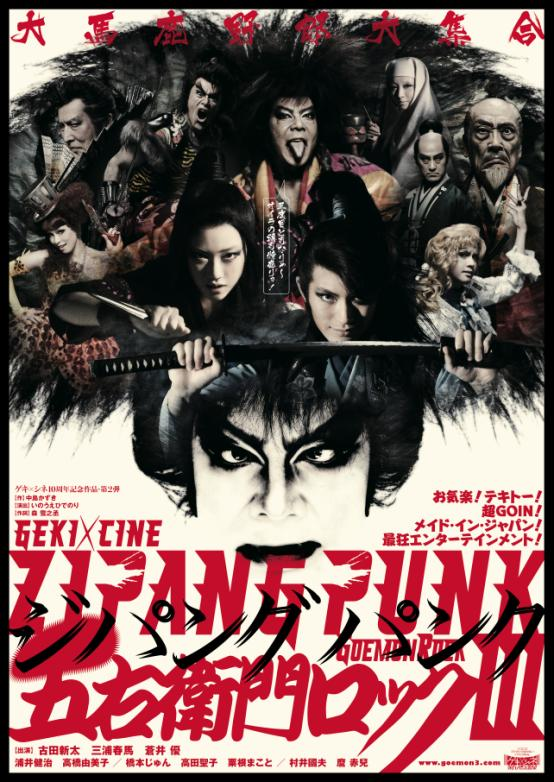 大馬鹿野郎大集合
ゲキ×シネ10周年記念作品・第2弾
[作]中島かずき
[演出]いのうえひでのり
[作詞]森 雪之丞
お気楽！テキトー！
超GOIN！
メイド・イン・ジャパン！
最狂エンターテインメント！
GEKI×CINE
ZIPANG PUNK
ジパング パンク
GOEMON ROCK
五右衛門ロックIII
[出演]古田新太 三浦春馬 蒼井 優
浦井健治 高橋由美子／橋本じゅん 高田聖子 粟根まこと／村井國夫 麿 赤兒
www.goemon3.com